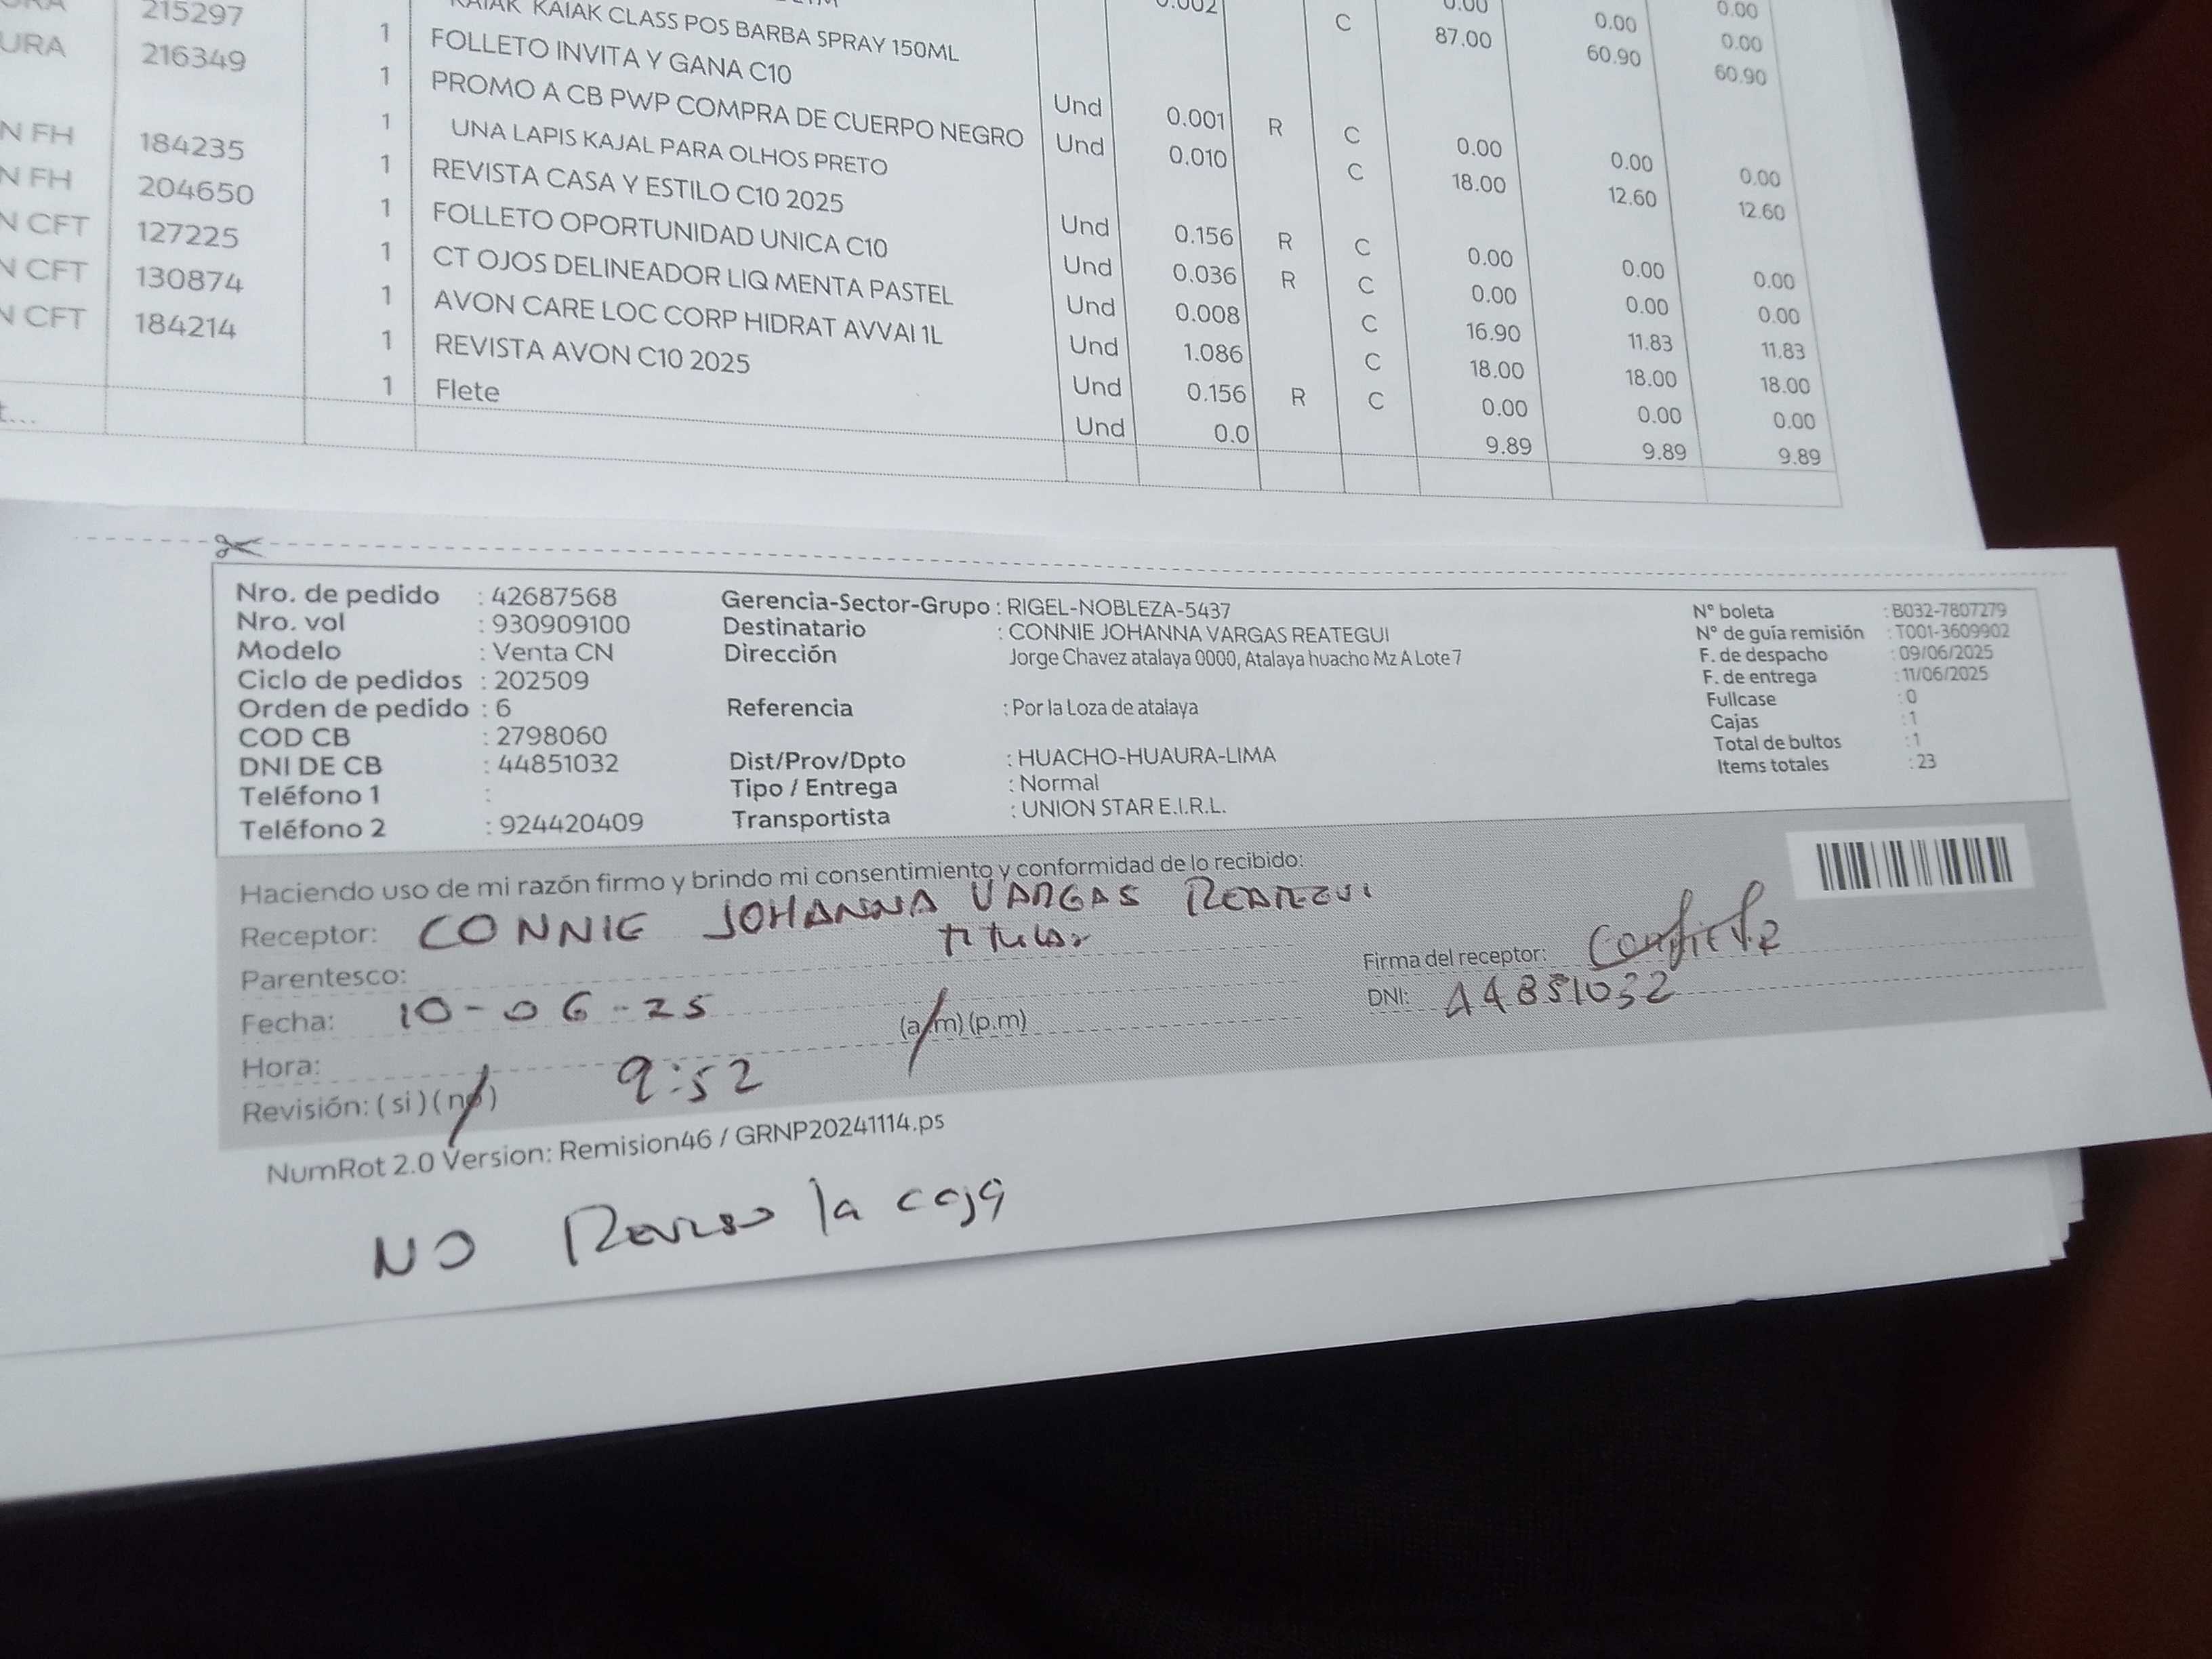 215297 1 KAIAK KAIAK CLASS POS BARBA SPRAY 150ML C 87.00 60.90 60.90
URA 216349 1 FOLLETO INVITA Y GANA C10 Und 0.001 R C 0.00 0.00 0.00
1 PROMO A CB PWP COMPRA DE CUERPO NEGRO Und 0.010 C 18.00 12.60 12.60
N FH 184235 1 UNA LAPIS KAJAL PARA OLHOS PRETO
N FH 204650 1 REVISTA CASA Y ESTILO C10 2025 Und 0.156 R C 0.00 0.00 0.00
N CFT 127225 1 FOLLETO OPORTUNIDAD UNICA C10 Und 0.036 R C 0.00 0.00 0.00
N CFT 130874 1 CT OJOS DELINEADOR LIQ MENTA PASTEL Und 0.008 C 16.90 11.83 11.83
N CFT 184214 1 AVON CARE LOC CORP HIDRAT AVVAI 1L Und 1.086 C 18.00 18.00 18.00
1 REVISTA AVON C10 2025 Und 0.156 R C 0.00 0.00 0.00
1 Flete Und 0.0 9.89 9.89 9.89
Nro. de pedido : 42687568 Gerencia-Sector-Grupo : RIGEL-NOBLEZA-5437 N° boleta : B032-7807279
Nro. vol : 930909100 Destinatario : CONNIE JOHANNA VARGAS REATEGUI N° de guía remisión : T001-3609902
Modelo : Venta CN Dirección Jorge Chavez atalaya 0000, Atalaya huacho Mz A Lote 7 F. de despacho : 09/06/2025
Ciclo de pedidos : 202509 F. de entrega : 11/06/2025
Orden de pedido : 6 Referencia : Por la Loza de atalaya Fullcase : 0
COD CB : 2798060 Cajas : 1
DNI DE CB : 44851032 Dist/Prov/Dpto : HUACHO-HUAURA-LIMA Total de bultos : 1
Teléfono 1 : Tipo / Entrega : Normal Items totales : 23
Teléfono 2 : 924420409 Transportista : UNION STAR E.I.R.L.
Haciendo uso de mi razón firmo y brindo mi consentimiento y conformidad de lo recibido:
Receptor: CONNIE JOHANNA VARGAS REATEGUI
Parentesco: titular Firma del receptor:
Fecha: 10-06-25 DNI: 44851032
Hora: 9:52 (a.m) (p.m)
Revisión: ( si ) ( no )
NumRot 2.0 Version: Remision46 / GRNP20241114.ps
NO Reviso la caja